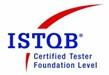 ISTQB®
Certified Tester
Foundation Level